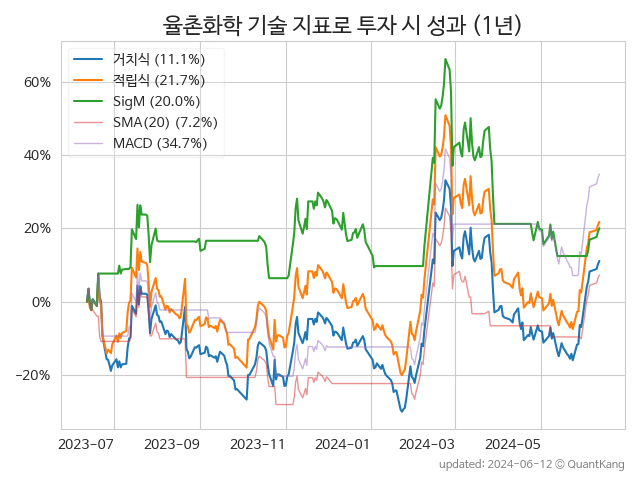 율촌화학 기술 지표로 투자 시 성과 (1년)
거치식 (11.1%)
적립식 (21.7%)
SigM (20.0%)
SMA(20) (7.2%)
MACD (34.7%)
60%
40%
20%
0%
−20%
2023-07 2023-09 2023-11 2024-01 2024-03 2024-05
updated: 2024-06-12 © QuantKang